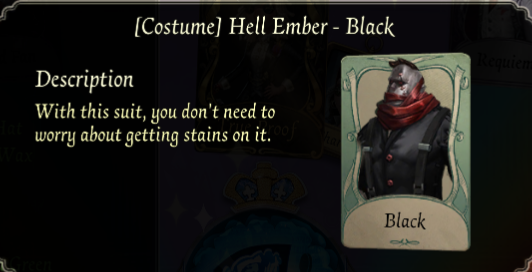 [Costume] Hell Ember - Black
Description
With this suit, you don't need to
worry about getting stains on it.
Black
Requiem